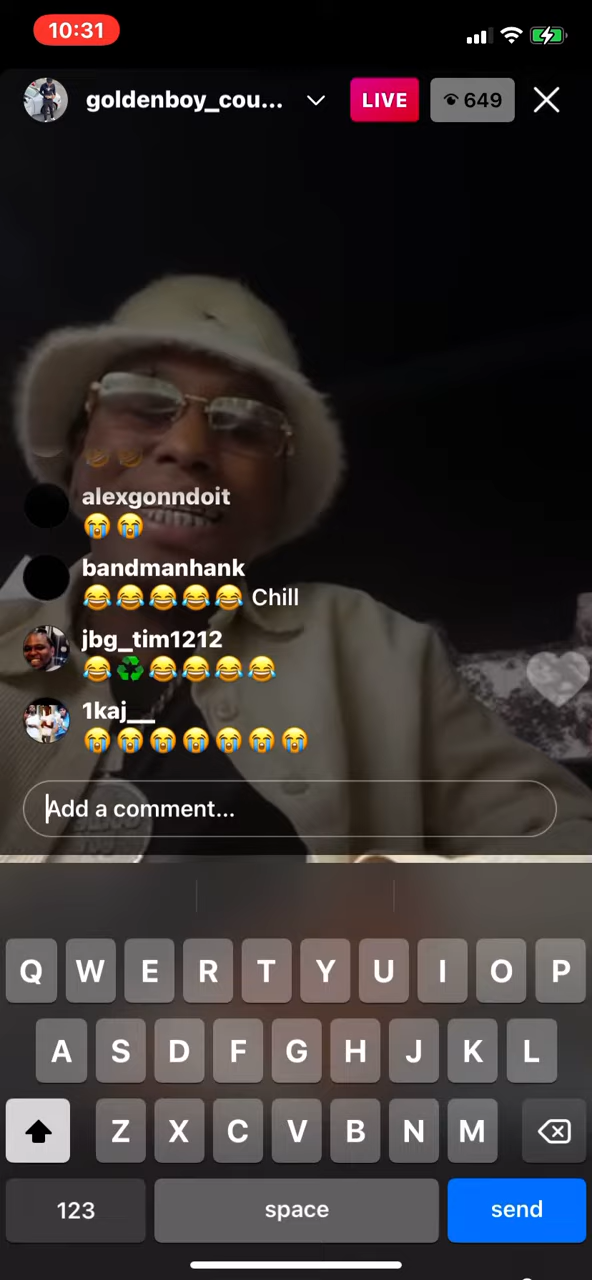 10:31
goldenboy_cou...
LIVE
649
alexgonndoit
😭😭
bandmanhank
😂😂😂😂😂 Chill
jbg_tim1212
😂♻️😂😂😂😂
1kaj__
😭😭😭😭😭😭😭
Add a comment...
Q W E R T Y U I O P
A S D F G H J K L
Z X C V B N M
123 space send